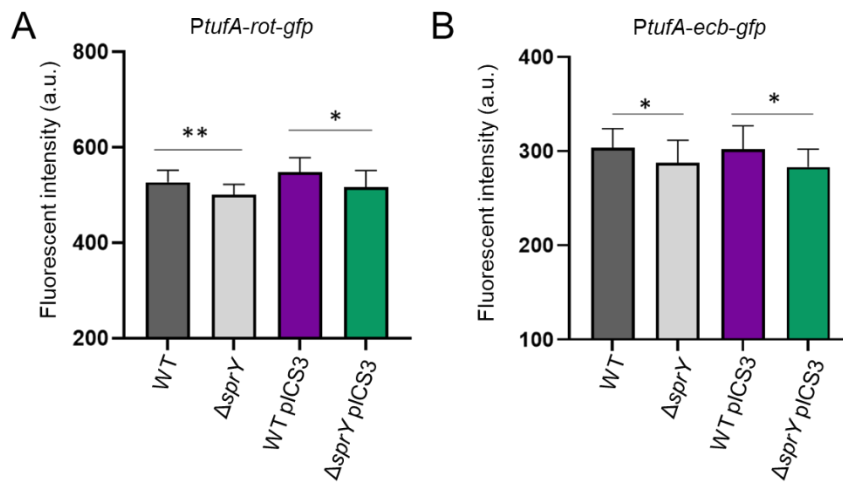 A
PtufA-rot-gfp
Fluorescent intensity (a.u.)
800
600
400
200
**
*
WT
ΔsprY
WT pICS3
ΔsprY pICS3
B
PtufA-ecb-gfp
Fluorescent intensity (a.u.)
400
300
200
100
*
*
WT
ΔsprY
WT pICS3
ΔsprY pICS3